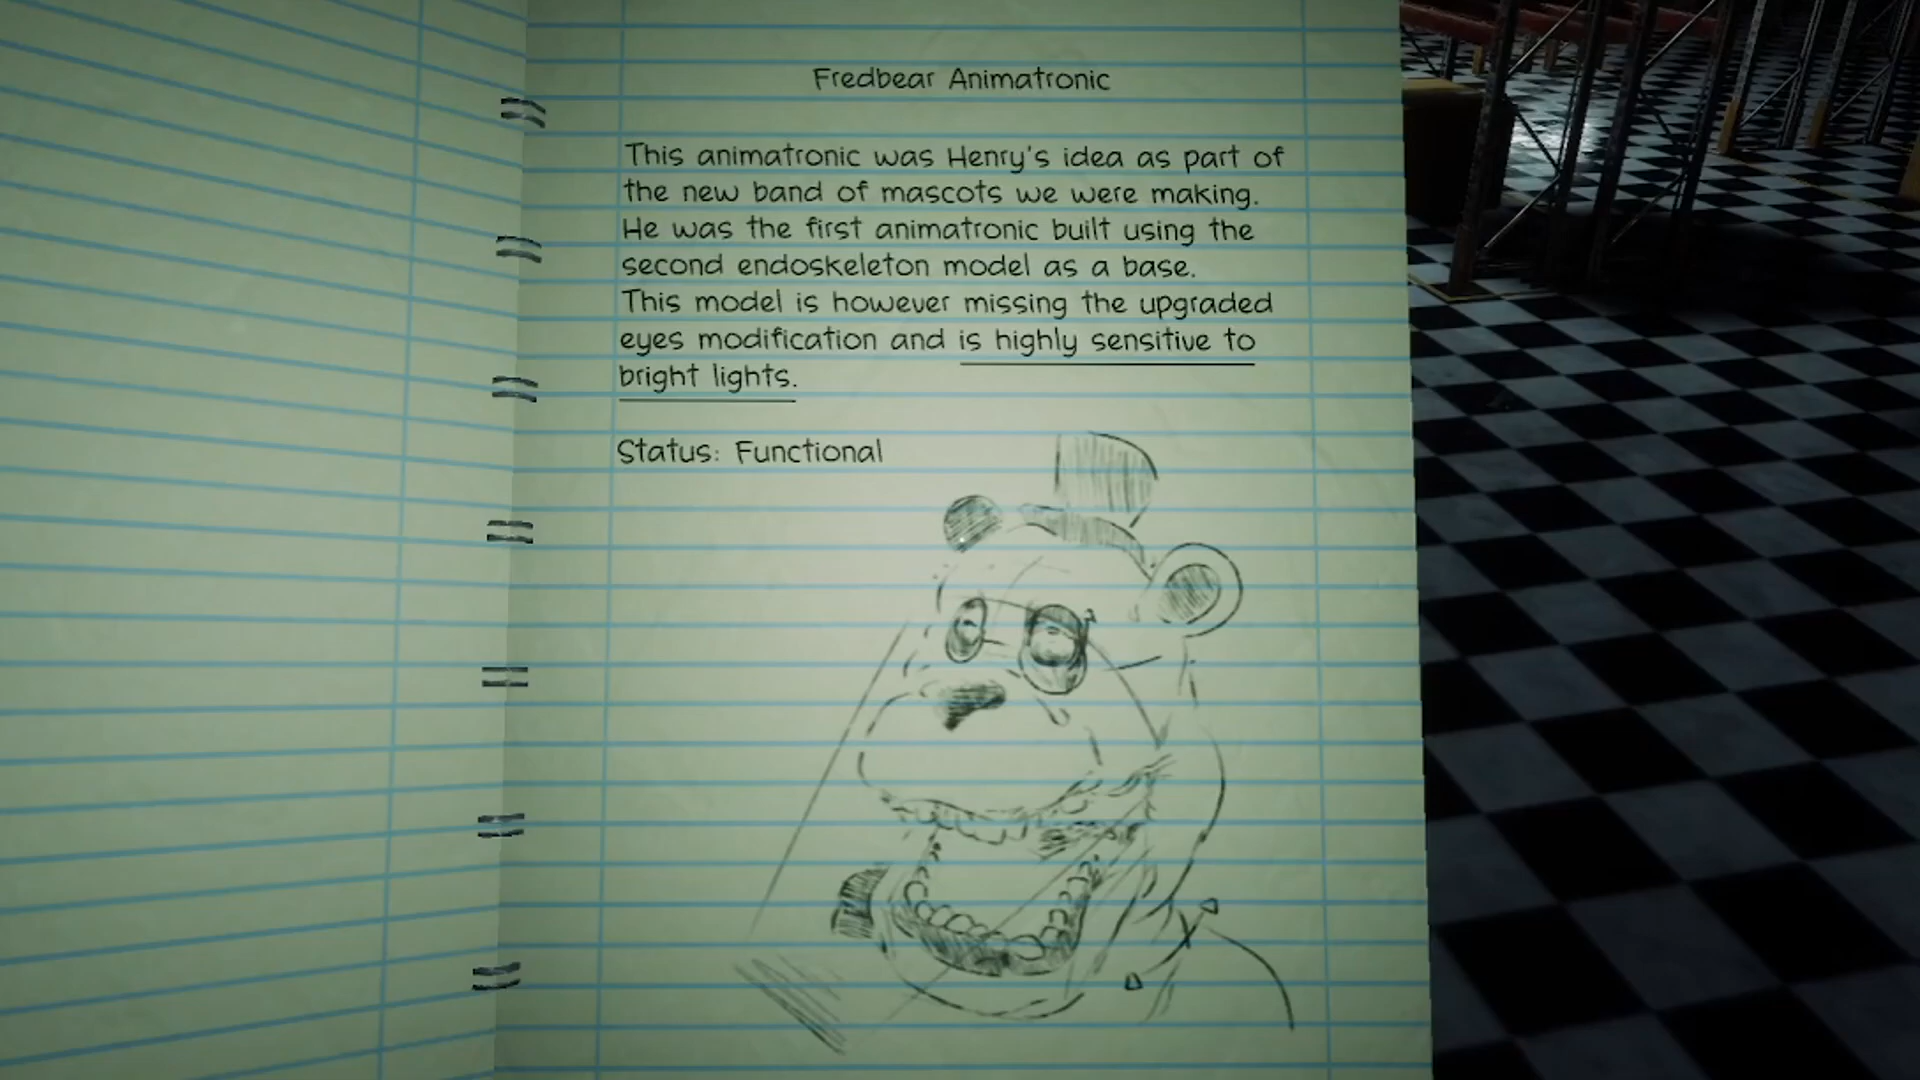 Fredbear Animatronic
This animatronic was Henry's idea as part of
the new band of mascots we were making.
He was the first animatronic built using the
second endoskeleton model as a base.
This model is however missing the upgraded
eyes modification and is highly sensitive to
bright lights.
Status: Functional